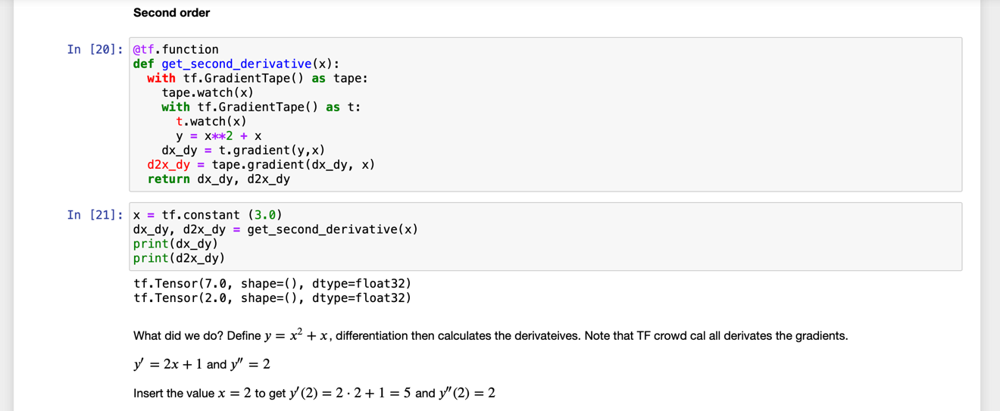 Second order
In [20]: @tf.function
def get_second_derivative(x):
  with tf.GradientTape() as tape:
    tape.watch(x)
    with tf.GradientTape() as t:
      t.watch(x)
      y = x**2 + x
    dx_dy = t.gradient(y,x)
  d2x_dy = tape.gradient(dx_dy, x)
  return dx_dy, d2x_dy
In [21]: x = tf.constant (3.0)
dx_dy, d2x_dy = get_second_derivative(x)
print(dx_dy)
print(d2x_dy)
tf.Tensor(7.0, shape=(), dtype=float32)
tf.Tensor(2.0, shape=(), dtype=float32)
What did we do? Define y = x² + x, differentiation then calculates the derivateives. Note that TF crowd cal all derivates the gradients.
y′ = 2x + 1 and y″ = 2
Insert the value x = 2 to get y′(2) = 2 · 2 + 1 = 5 and y″(2) = 2